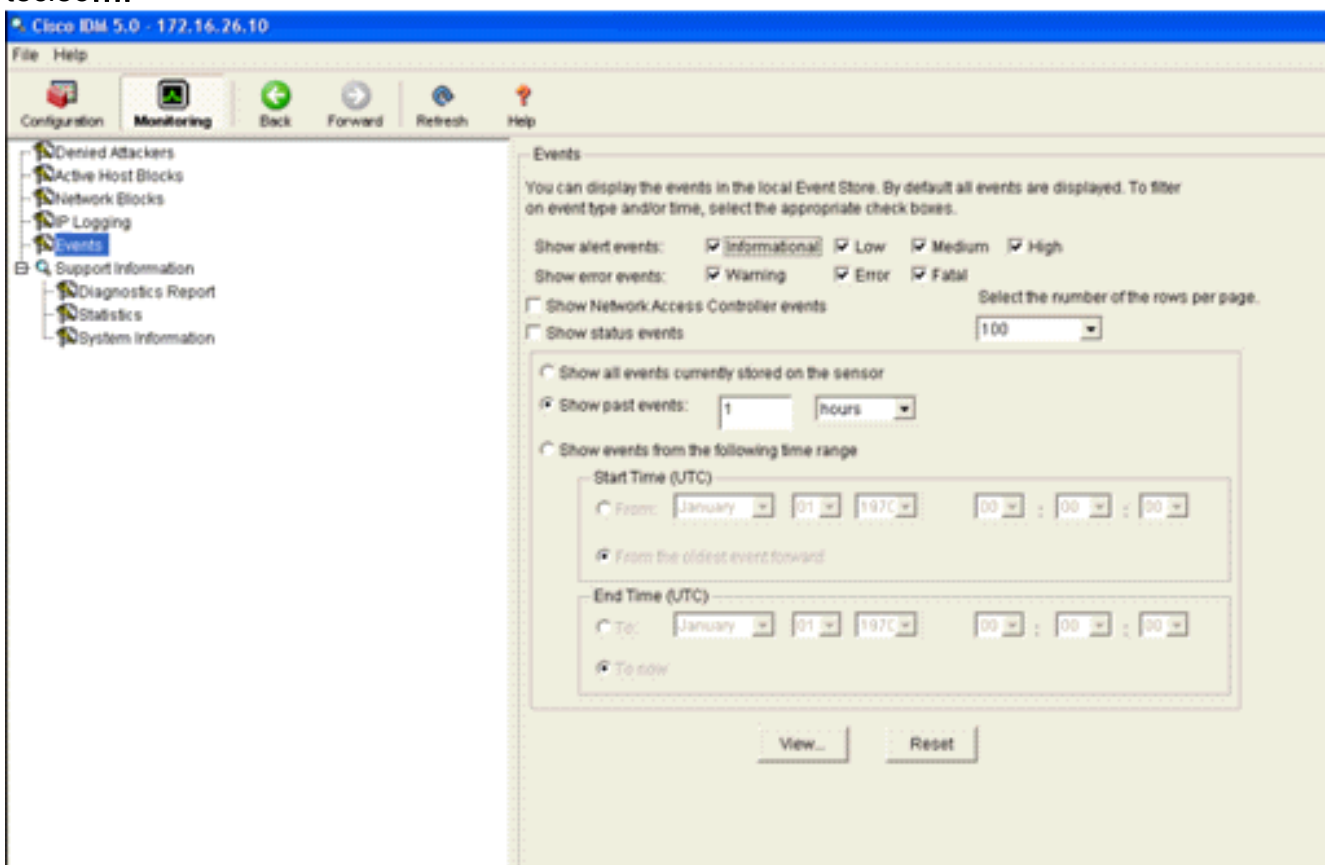 Cisco IDM 5.0 - 172.16.26.10
File Help
Configuration Monitoring Back Forward Refresh Help
Denied Attackers
Active Host Blocks
Network Blocks
IP Logging
Events
Support Information
Diagnostics Report
Statistics
System Information
Events
You can display the events in the local Event Store. By default all events are displayed. To filter
on event type and/or time, select the appropriate check boxes.
Show alert events: Informational Low Medium High
Show error events: Warning Error Fatal
Show Network Access Controller events
Select the number of the rows per page.
Show status events
100
Show all events currently stored on the sensor
Show past events: 1 hours
Show events from the following time range
Start Time (UTC)
From: January 01 1970 00 : 00 : 00
From the oldest event forward
End Time (UTC)
To: January 01 1970 00 : 00 : 00
To now
View... Reset